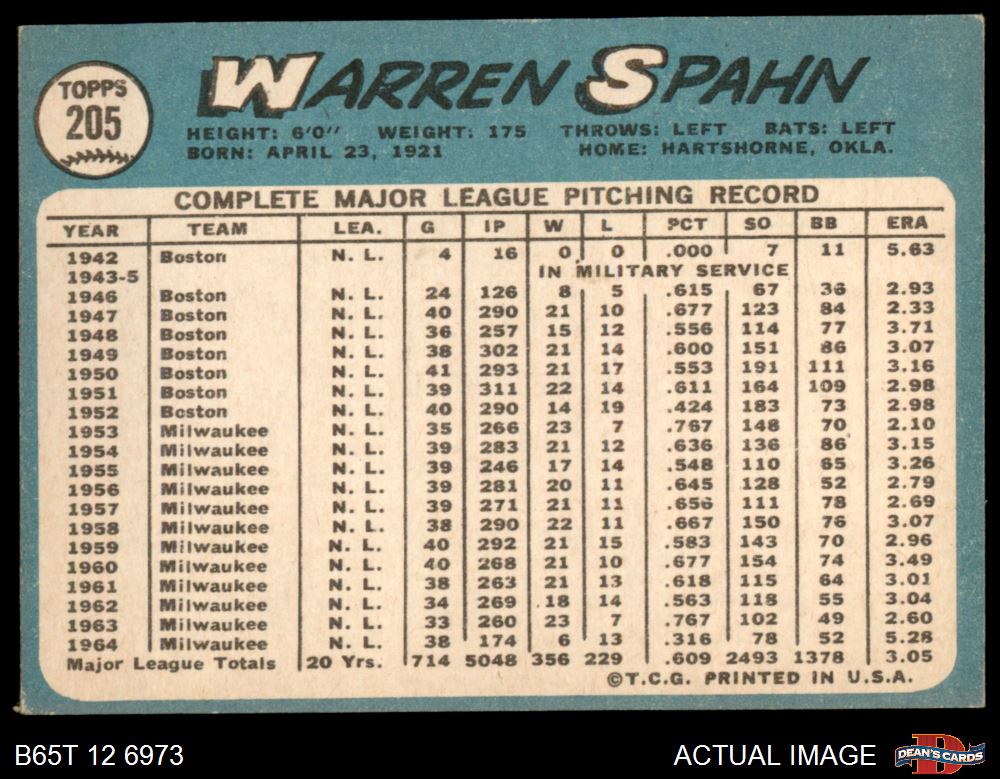 TOPPS
205
WARREN SPAHN
HEIGHT: 6'0" WEIGHT: 175 THROWS: LEFT BATS: LEFT
BORN: APRIL 23, 1921 HOME: HARTSHORNE, OKLA.
COMPLETE MAJOR LEAGUE PITCHING RECORD
YEAR TEAM LEA. G IP W L PCT SO BB ERA
1942 Boston N. L. 4 16 0 0 .000 7 11 5.63
1943-5 IN MILITARY SERVICE
1946 Boston N. L. 24 126 8 5 .615 67 36 2.93
1947 Boston N. L. 40 290 21 10 .677 123 84 2.33
1948 Boston N. L. 36 257 15 12 .556 114 77 3.71
1949 Boston N. L. 38 302 21 14 .600 151 86 3.07
1950 Boston N. L. 41 293 21 17 .553 191 111 3.16
1951 Boston N. L. 39 311 22 14 .611 164 109 2.98
1952 Boston N. L. 40 290 14 19 .424 183 73 2.98
1953 Milwaukee N. L. 35 266 23 7 .767 148 70 2.10
1954 Milwaukee N. L. 39 283 21 12 .636 136 86 3.15
1955 Milwaukee N. L. 39 246 17 14 .548 110 65 3.26
1956 Milwaukee N. L. 39 281 20 11 .645 128 52 2.79
1957 Milwaukee N. L. 39 271 21 11 .656 111 78 2.69
1958 Milwaukee N. L. 38 290 22 11 .667 150 76 3.07
1959 Milwaukee N. L. 40 292 21 15 .583 143 70 2.96
1960 Milwaukee N. L. 40 268 21 10 .677 154 74 3.49
1961 Milwaukee N. L. 38 263 21 13 .618 115 64 3.01
1962 Milwaukee N. L. 34 269 18 14 .563 118 55 3.04
1963 Milwaukee N. L. 33 260 23 7 .767 102 49 2.60
1964 Milwaukee N. L. 38 174 6 13 .316 78 52 5.28
Major League Totals 20 Yrs. 714 5048 356 229 .609 2493 1378 3.05
©T.C.G. PRINTED IN U.S.A.
B65T 12 6973 ACTUAL IMAGE DEAN'S CARDS